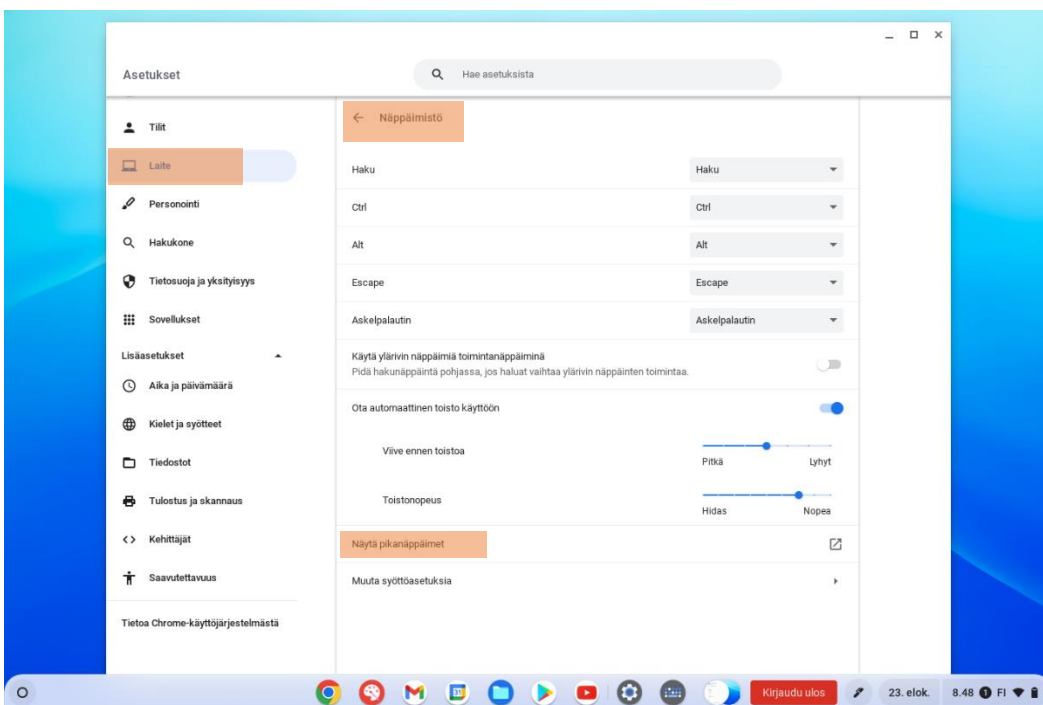 Asetukset
Hae asetuksista
Tilit
Laite
Personointi
Hakukone
Tietosuoja ja yksityisyys
Sovellukset
Lisäasetukset
Aika ja päivämäärä
Kielet ja syötteet
Tiedostot
Tulostus ja skannaus
Kehittäjät
Saavutettavuus
Tietoa Chrome-käyttöjärjestelmästä
Näppäimistö
Haku Haku
Ctrl Ctrl
Alt Alt
Escape Escape
Askelpalautin Askelpalautin
Käytä ylärivin näppäimiä toimintanäppäiminä
Pidä hakunäppäintä pohjassa, jos haluat vaihtaa ylärivin näppäinten toimintaa.
Ota automaattinen toisto käyttöön
Viive ennen toistoa
Pitkä Lyhyt
Toistonopeus
Hidas Nopea
Näytä pikanäppäimet
Muuta syöttöasetuksia
31
Kirjaudu ulos
23. elok.
8.48 1 FI